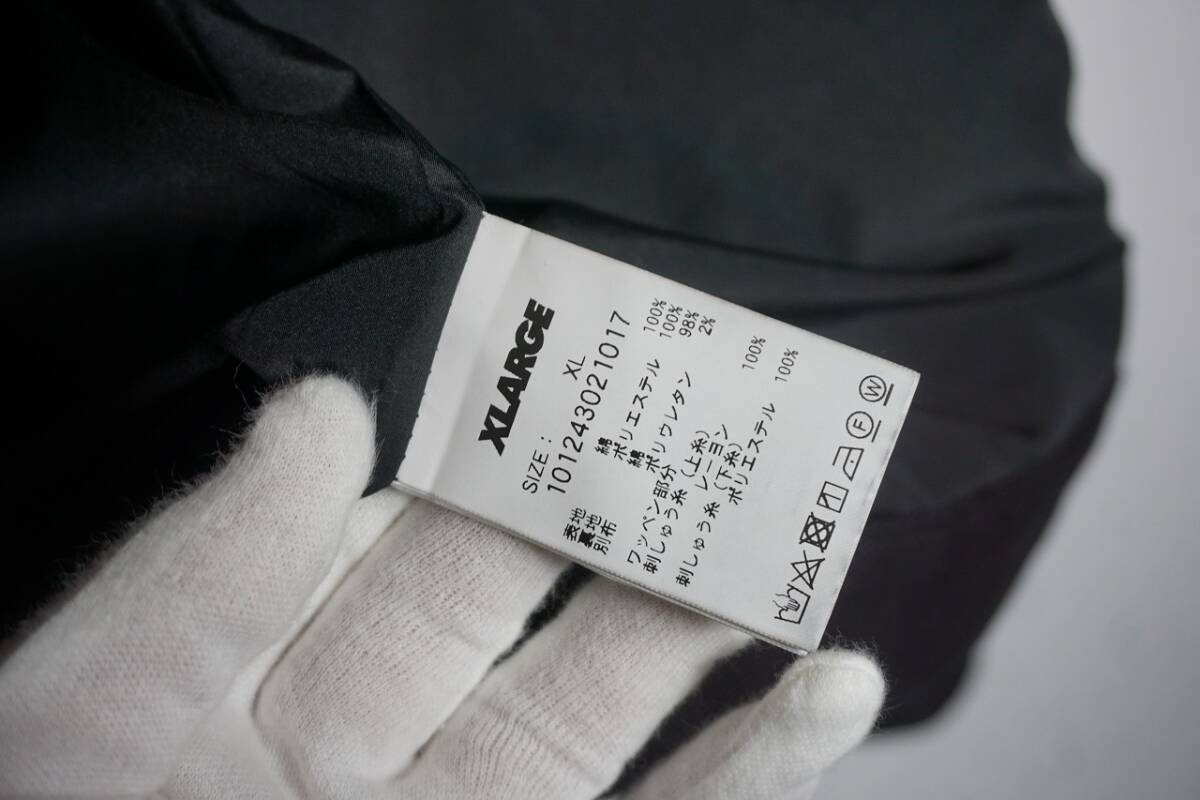 XLARGE
SIZE: XL
101243021017
表地 綿 100%
裏地 ポリエステル 100%
別布 綿 98%
ポリウレタン 2%
ワッペン部分
刺しゅう糸(上糸)
レーヨン 100%
刺しゅう糸(下糸)
ポリエステル 100%
F
W